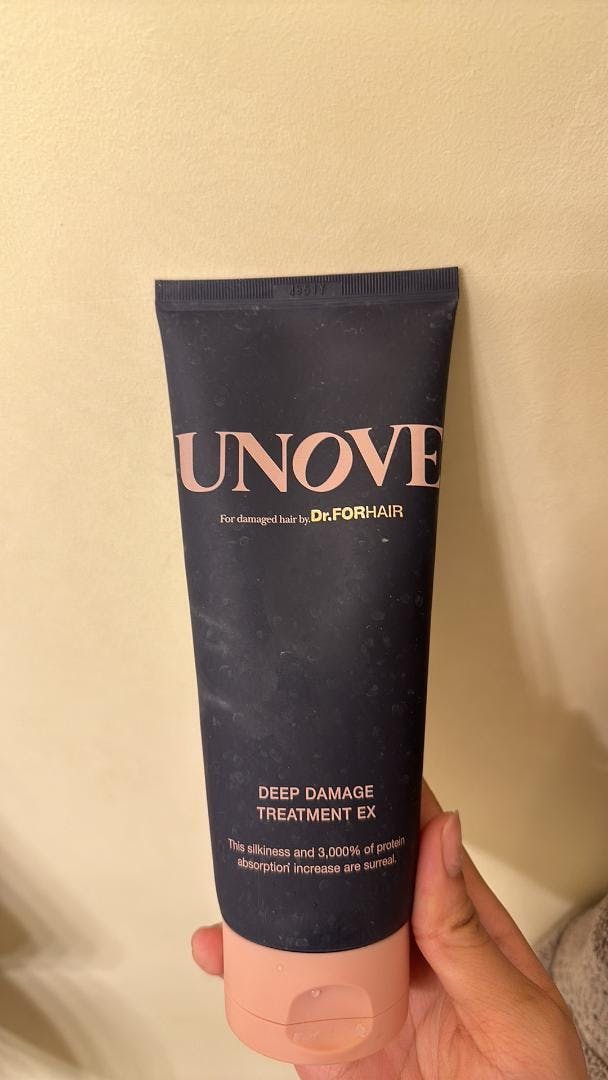 UNOVE
For damaged hair by.Dr.FORHAIR
DEEP DAMAGE
TREATMENT EX
This silkiness and 3,000% of protein
absorption* increase are surreal.